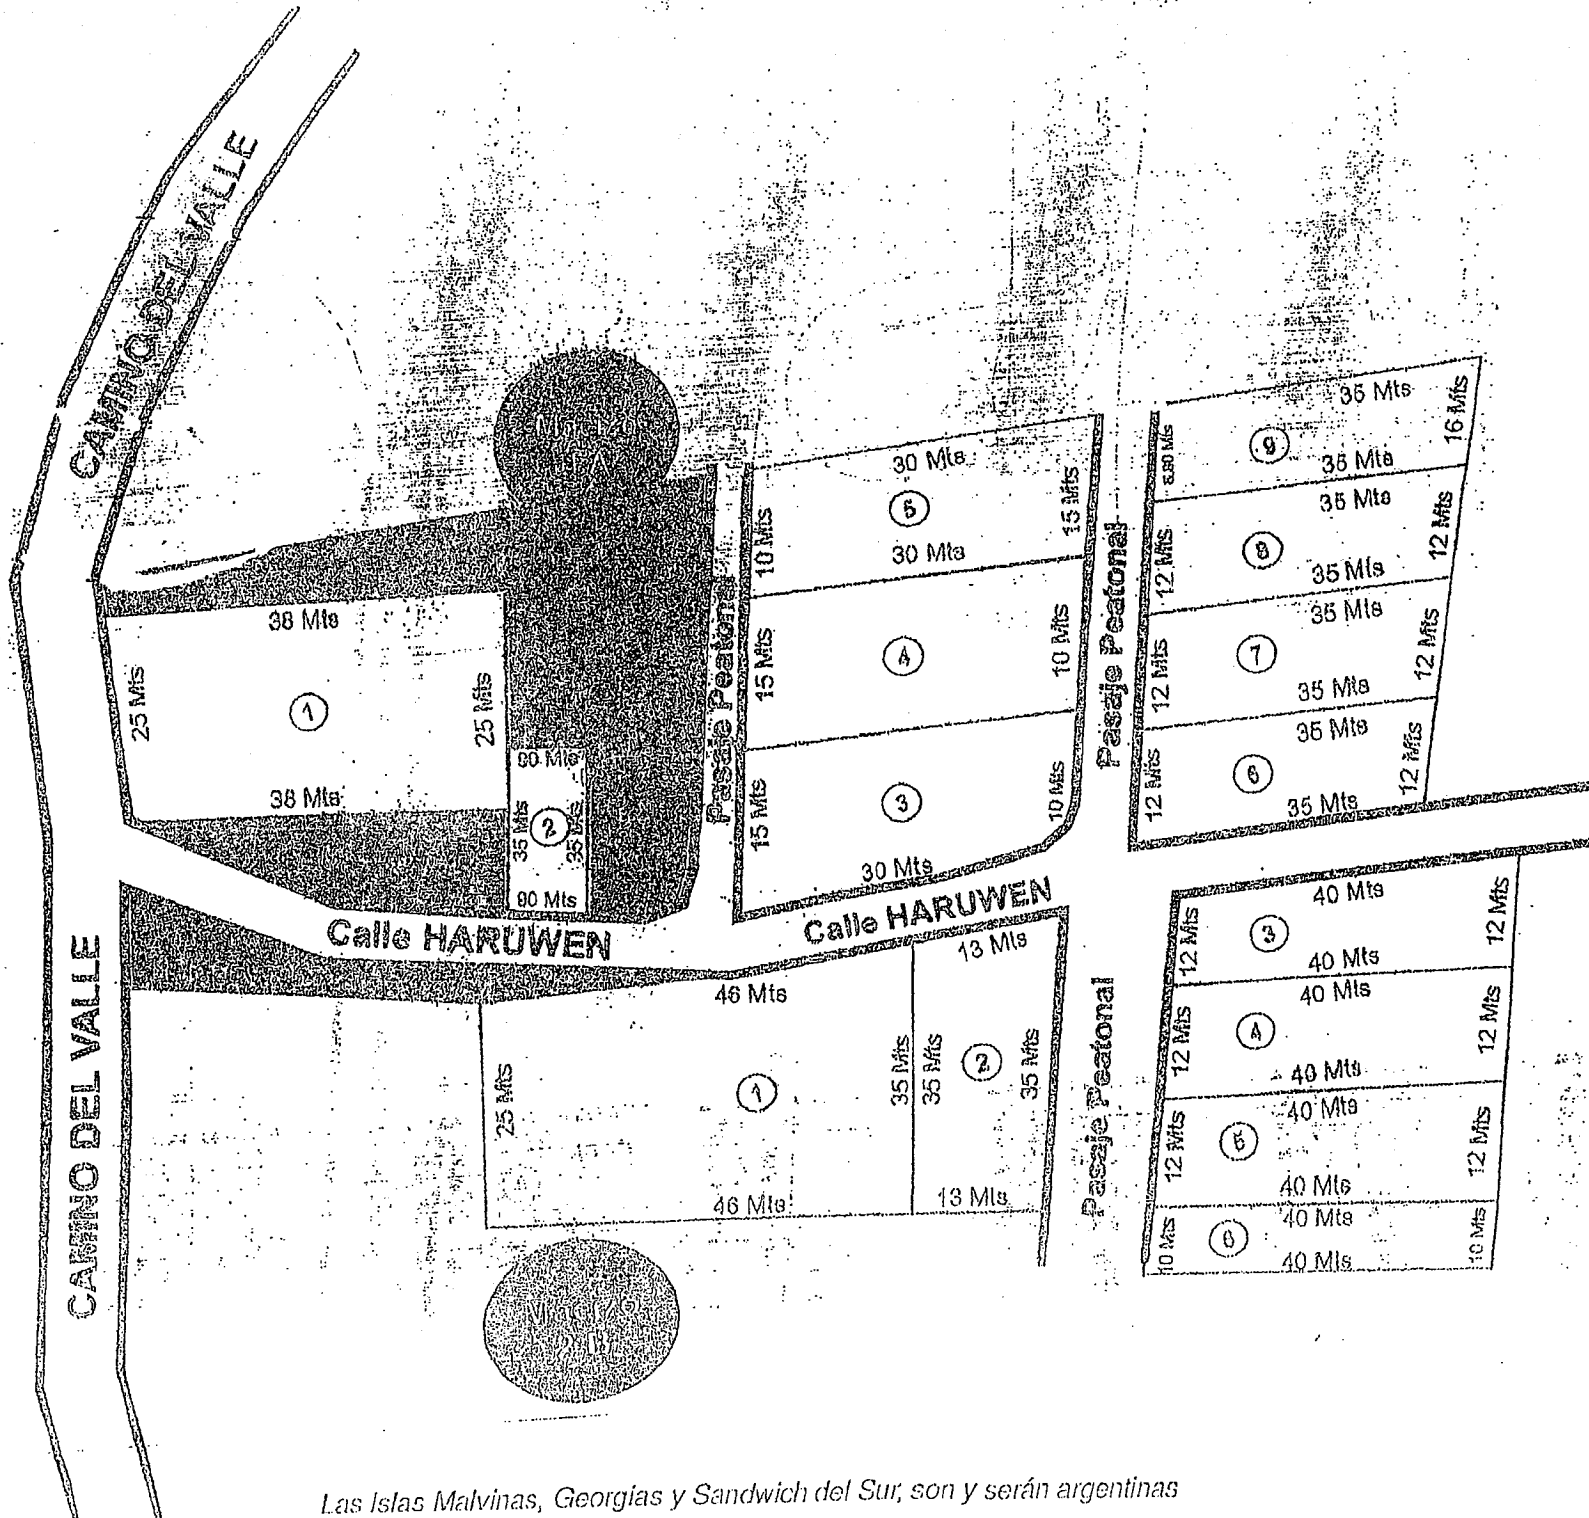 CAMINO DEL VALLE
38 Mts
25 Mts
1
25 Mts
38 Mts
90 Mts
35 Mts
2
35 Mts
90 Mts
Pasaje Peatonal
30 Mts
10 Mts
5
15 Mts
30 Mts
15 Mts
4
10 Mts
15 Mts
3
10 Mts
30 Mts
Pasaje Peatonal
35 Mts
9
16 Mts
35 Mts
35 Mts
12 Mts
8
12 Mts
35 Mts
35 Mts
12 Mts
7
12 Mts
35 Mts
35 Mts
12 Mts
6
12 Mts
35 Mts
Calle HARUWEN
Calle HARUWEN
CAMINO DEL VALLE
46 Mts
25 Mts
1
35 Mts
46 Mts
13 Mts
35 Mts
2
35 Mts
13 Mts
Pasaje Peatonal
40 Mts
12 Mts
3
12 Mts
40 Mts
40 Mts
12 Mts
4
12 Mts
40 Mts
40 Mts
12 Mts
5
12 Mts
40 Mts
40 Mts
10 Mts
6
10 Mts
40 Mts
Las Islas Malvinas, Georgias y Sandwich del Sur, son y serán argentinas